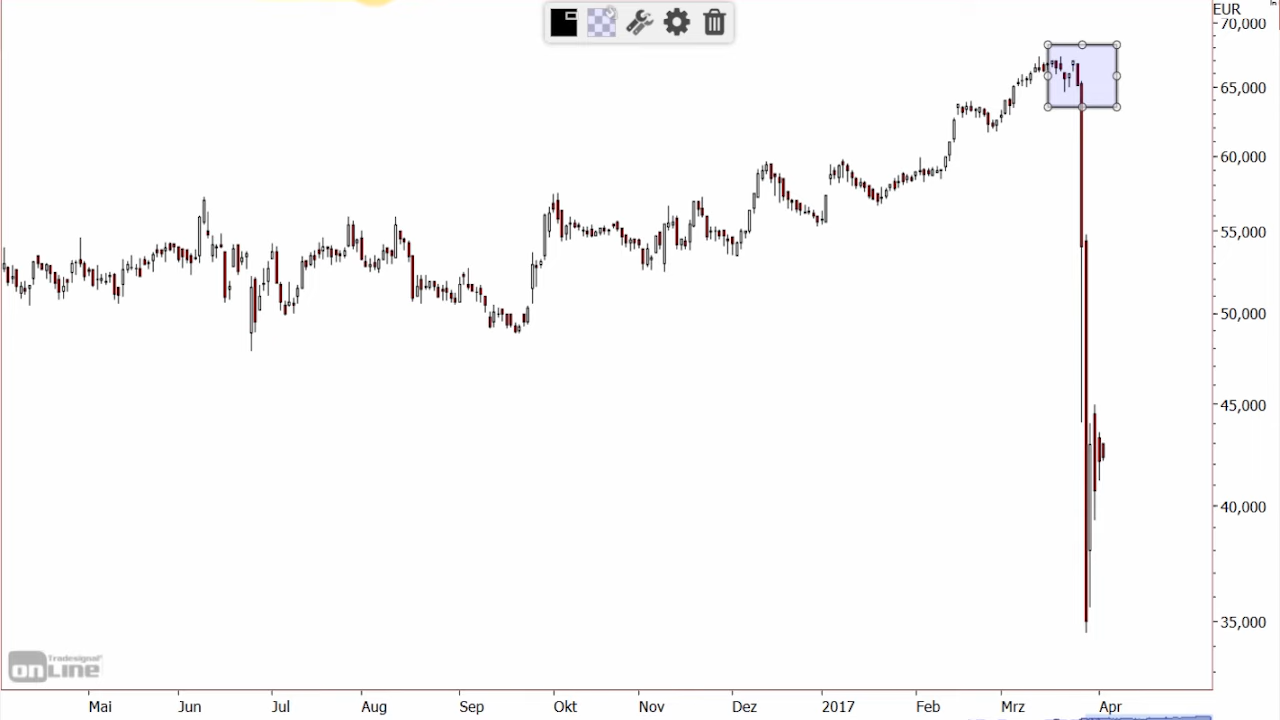 EUR
70,000
65,000
60,000
55,000
50,000
45,000
40,000
35,000
Tradesignal®
onLine
Mai Jun Jul Aug Sep Okt Nov Dez 2017 Feb Mrz Apr